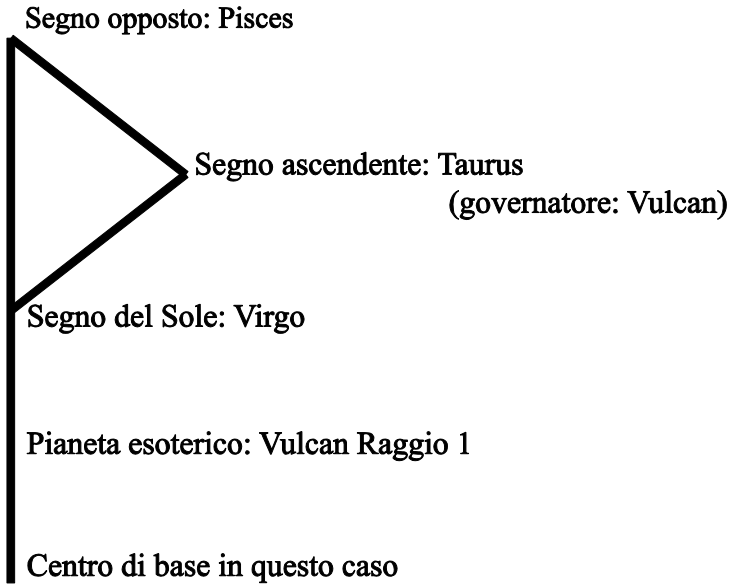 Segno opposto: Pisces
Segno ascendente: Taurus
(governatore: Vulcan)
Segno del Sole: Virgo
Pianeta esoterico: Vulcan Raggio 1
Centro di base in questo caso